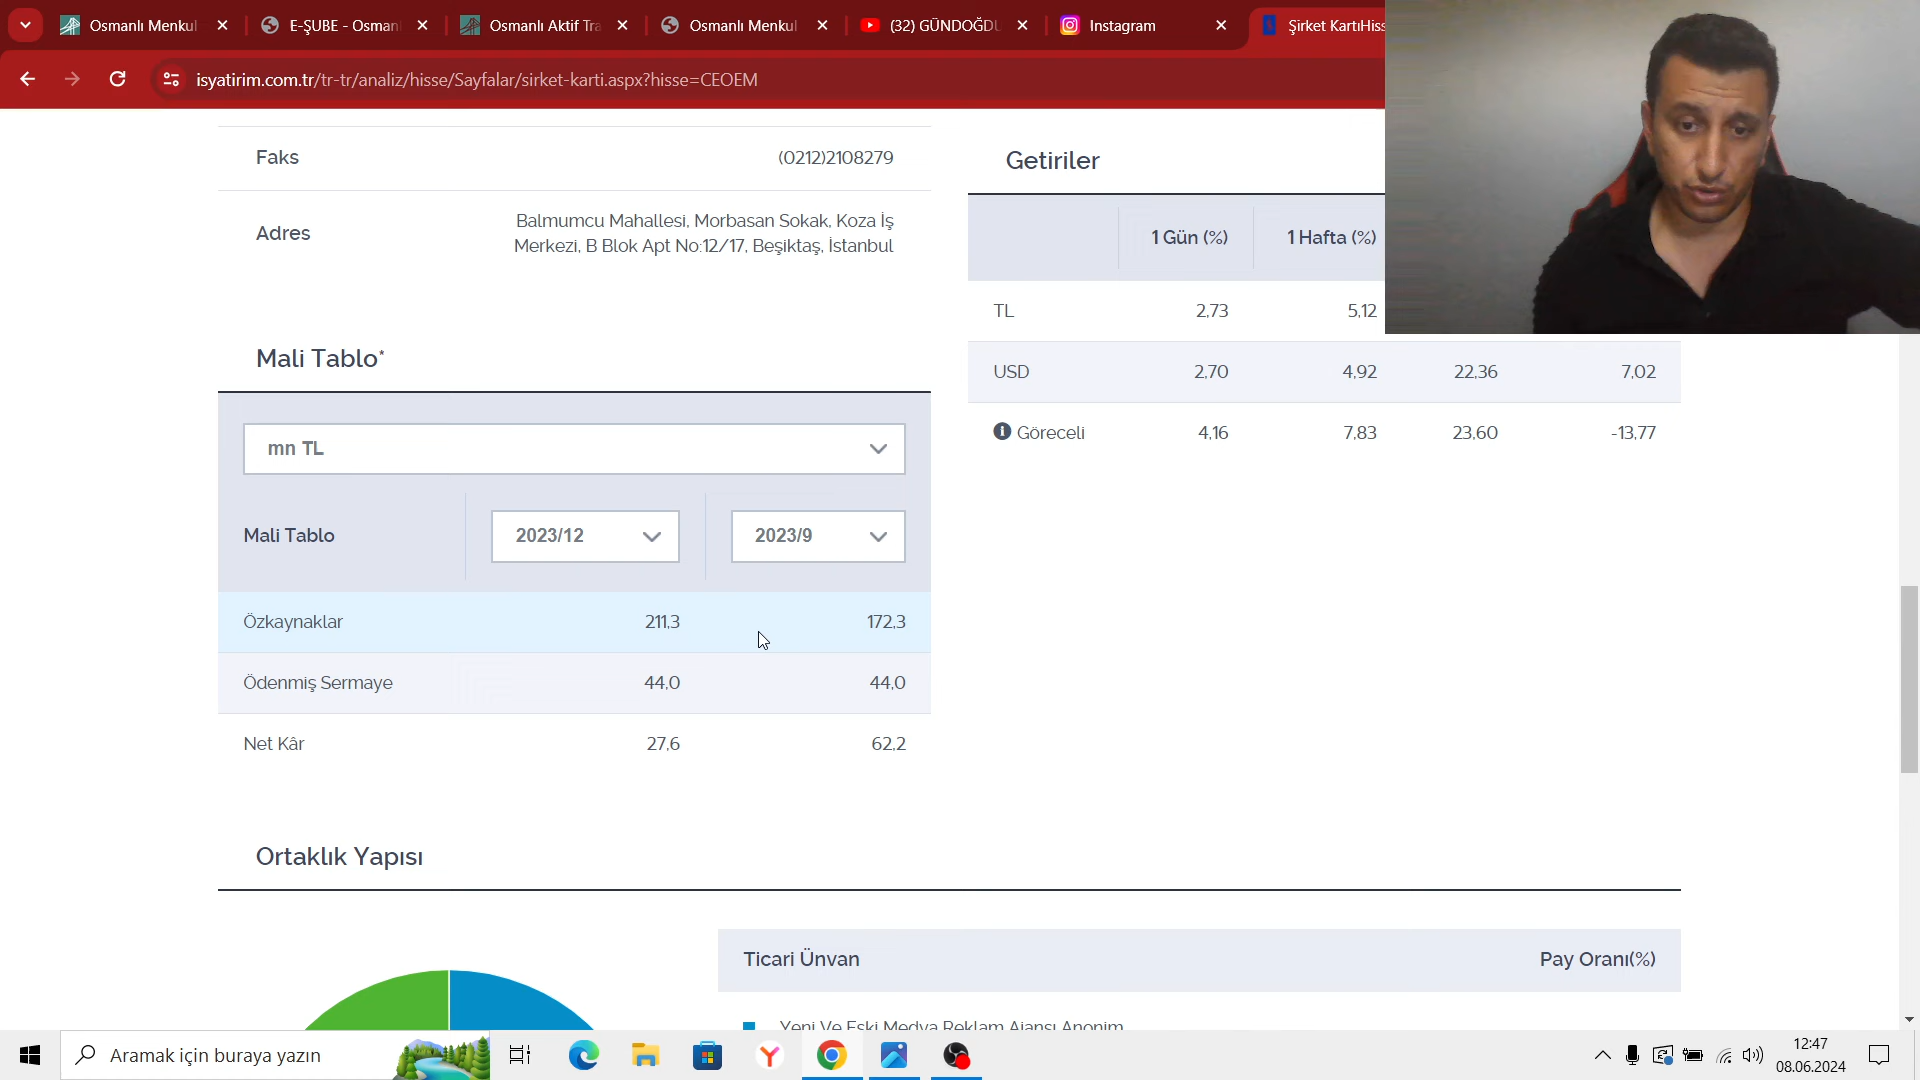 Osmanlı Menkul
E-ŞUBE - Osman
Osmanlı Aktif Tra
Osmanlı Menkul
(32) GÜNDOĞDU
Instagram
Şirket KartıHiss
isyatirim.com.tr/tr-tr/analiz/hisse/Sayfalar/sirket-karti.aspx?hisse=CEOEM
Faks (0212)2108279
Adres Balmumcu Mahallesi, Morbasan Sokak, Koza İş
Merkezi, B Blok Apt No:12/17, Beşiktaş, İstanbul
Getiriler
1 Gün (%) 1 Hafta (%)
TL 2,73 5,12
USD 2,70 4,92 22,36 7,02
Göreceli 4,16 7,83 23,60 -13,77
Mali Tablo*
mn TL
Mali Tablo 2023/12 2023/9
Özkaynaklar 211,3 172,3
Ödenmiş Sermaye 44,0 44,0
Net Kâr 27,6 62,2
Ortaklık Yapısı
Ticari Ünvan Pay Oranı(%)
Yeni Ve Eski Medya Reklam Ajansı Anonim
Aramak için buraya yazın
12:47
08.06.2024